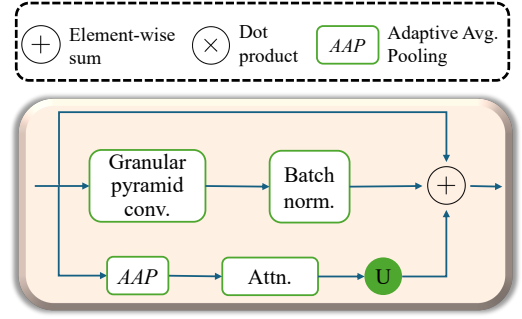 + Element-wise
sum
× Dot
product
AAP Adaptive Avg.
Pooling
Granular
pyramid
conv.
Batch
norm.
+
AAP
Attn.
U